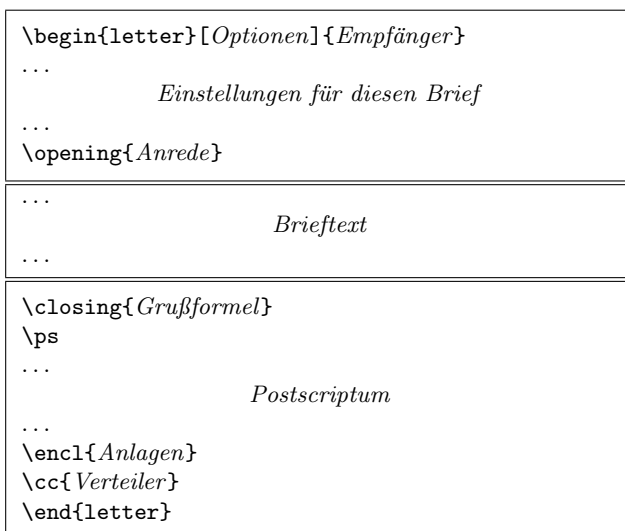 \begin{letter}[Optionen]{Empfänger}
...
Einstellungen für diesen Brief
...
\opening{Anrede}
...
Brieftext
...
\closing{Grußformel}
\ps
...
Postscriptum
...
\encl{Anlagen}
\cc{Verteiler}
\end{letter}